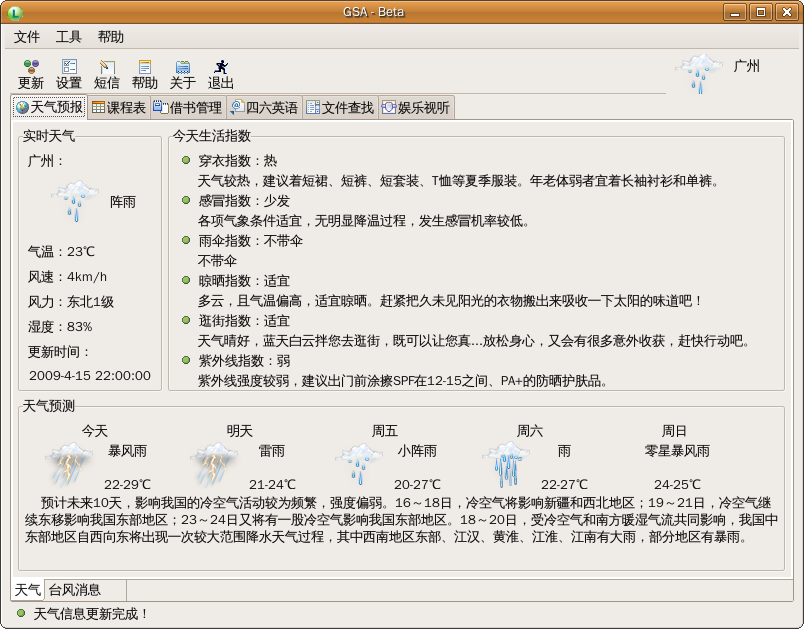 GSA - Beta
文件 工具 帮助
更新 设置 短信 帮助 关于 退出
广州
天气预报 课程表 借书管理 四六英语 文件查找 娱乐视听
实时天气
广州：
阵雨
气温：23℃
风速：4km/h
风力：东北1级
湿度：83%
更新时间：
2009-4-15 22:00:00
今天生活指数
穿衣指数：热
天气较热，建议着短裙、短裤、短套装、T恤等夏季服装。年老体弱者宜着长袖衬衫和单裤。
感冒指数：少发
各项气象条件适宜，无明显降温过程，发生感冒机率较低。
雨伞指数：不带伞
不带伞
晾晒指数：适宜
多云，且气温偏高，适宜晾晒。赶紧把久未见阳光的衣物搬出来吸收一下太阳的味道吧！
逛街指数：适宜
天气晴好，蓝天白云拌您去逛街，既可以让您真...放松身心，又会有很多意外收获，赶快行动吧。
紫外线指数：弱
紫外线强度较弱，建议出门前涂擦SPF在12-15之间、PA+的防晒护肤品。
天气预测
今天 明天 周五 周六 周日
暴风雨 雷雨 小阵雨 雨 零星暴风雨
22-29℃ 21-24℃ 20-27℃ 22-27℃ 24-25℃
预计未来10天，影响我国的冷空气活动较为频繁，强度偏弱。16～18日，冷空气将影响新疆和西北地区；19～21日，冷空气继
续东移影响我国东部地区；23～24日又将有一股冷空气影响我国东部地区。18～20日，受冷空气和南方暖湿气流共同影响，我国中
东部地区自西向东将出现一次较大范围降水天气过程，其中西南地区东部、江汉、黄淮、江淮、江南有大雨，部分地区有暴雨。
天气 台风消息
天气信息更新完成！